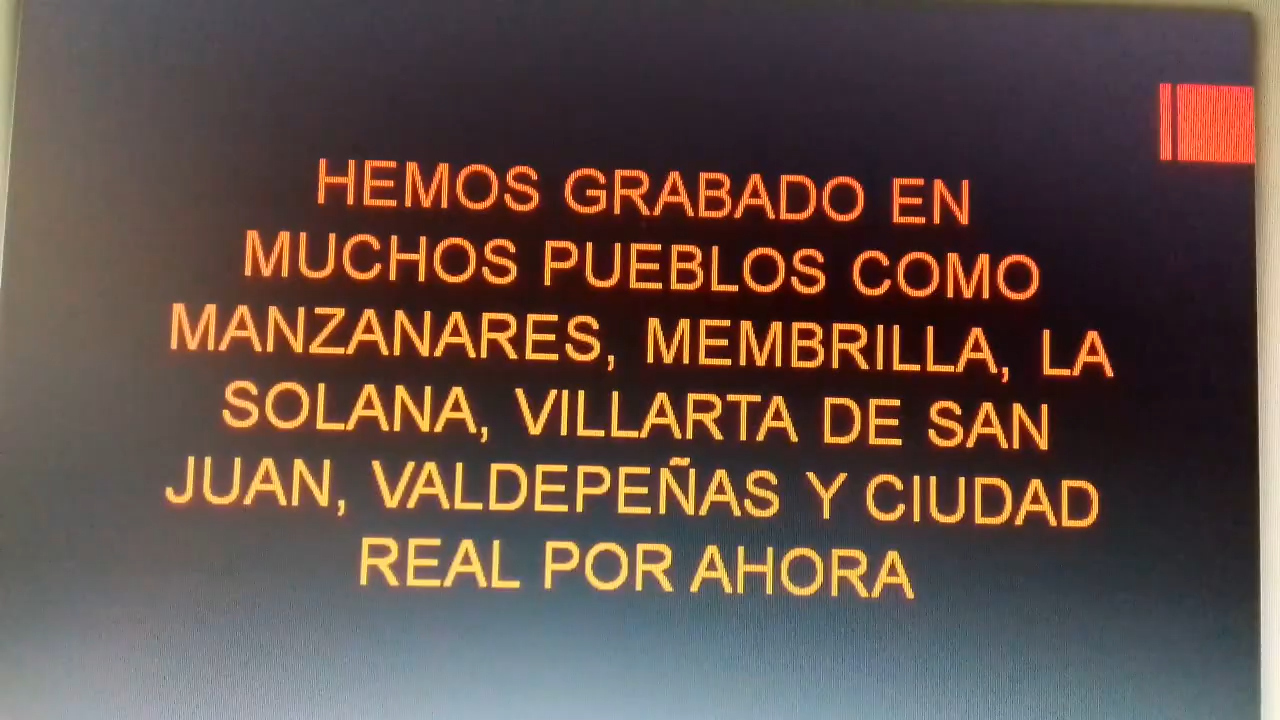 HEMOS GRABADO EN
MUCHOS PUEBLOS COMO
MANZANARES, MEMBRILLA, LA
SOLANA, VILLARTA DE SAN
JUAN, VALDEPEÑAS Y CIUDAD
REAL POR AHORA